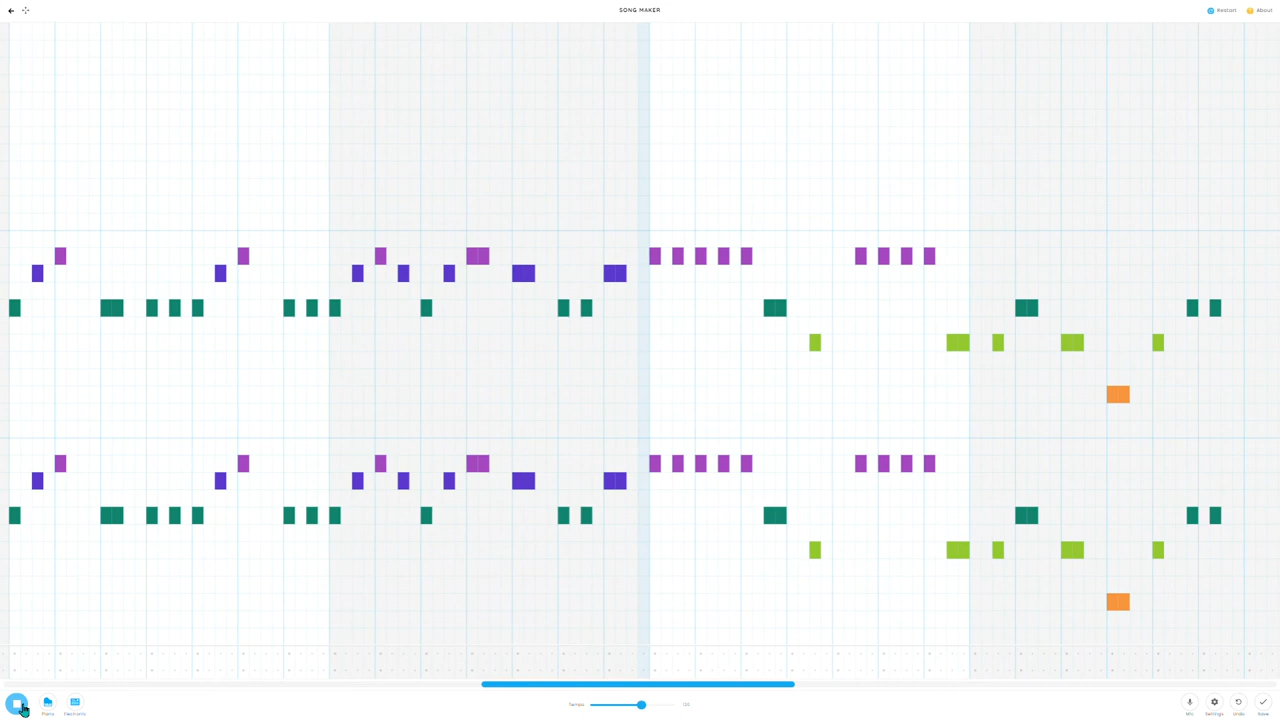 SONG MAKER
Restart
About
Piano
Electronic
Tempo
Mic
Settings
Undo
Save